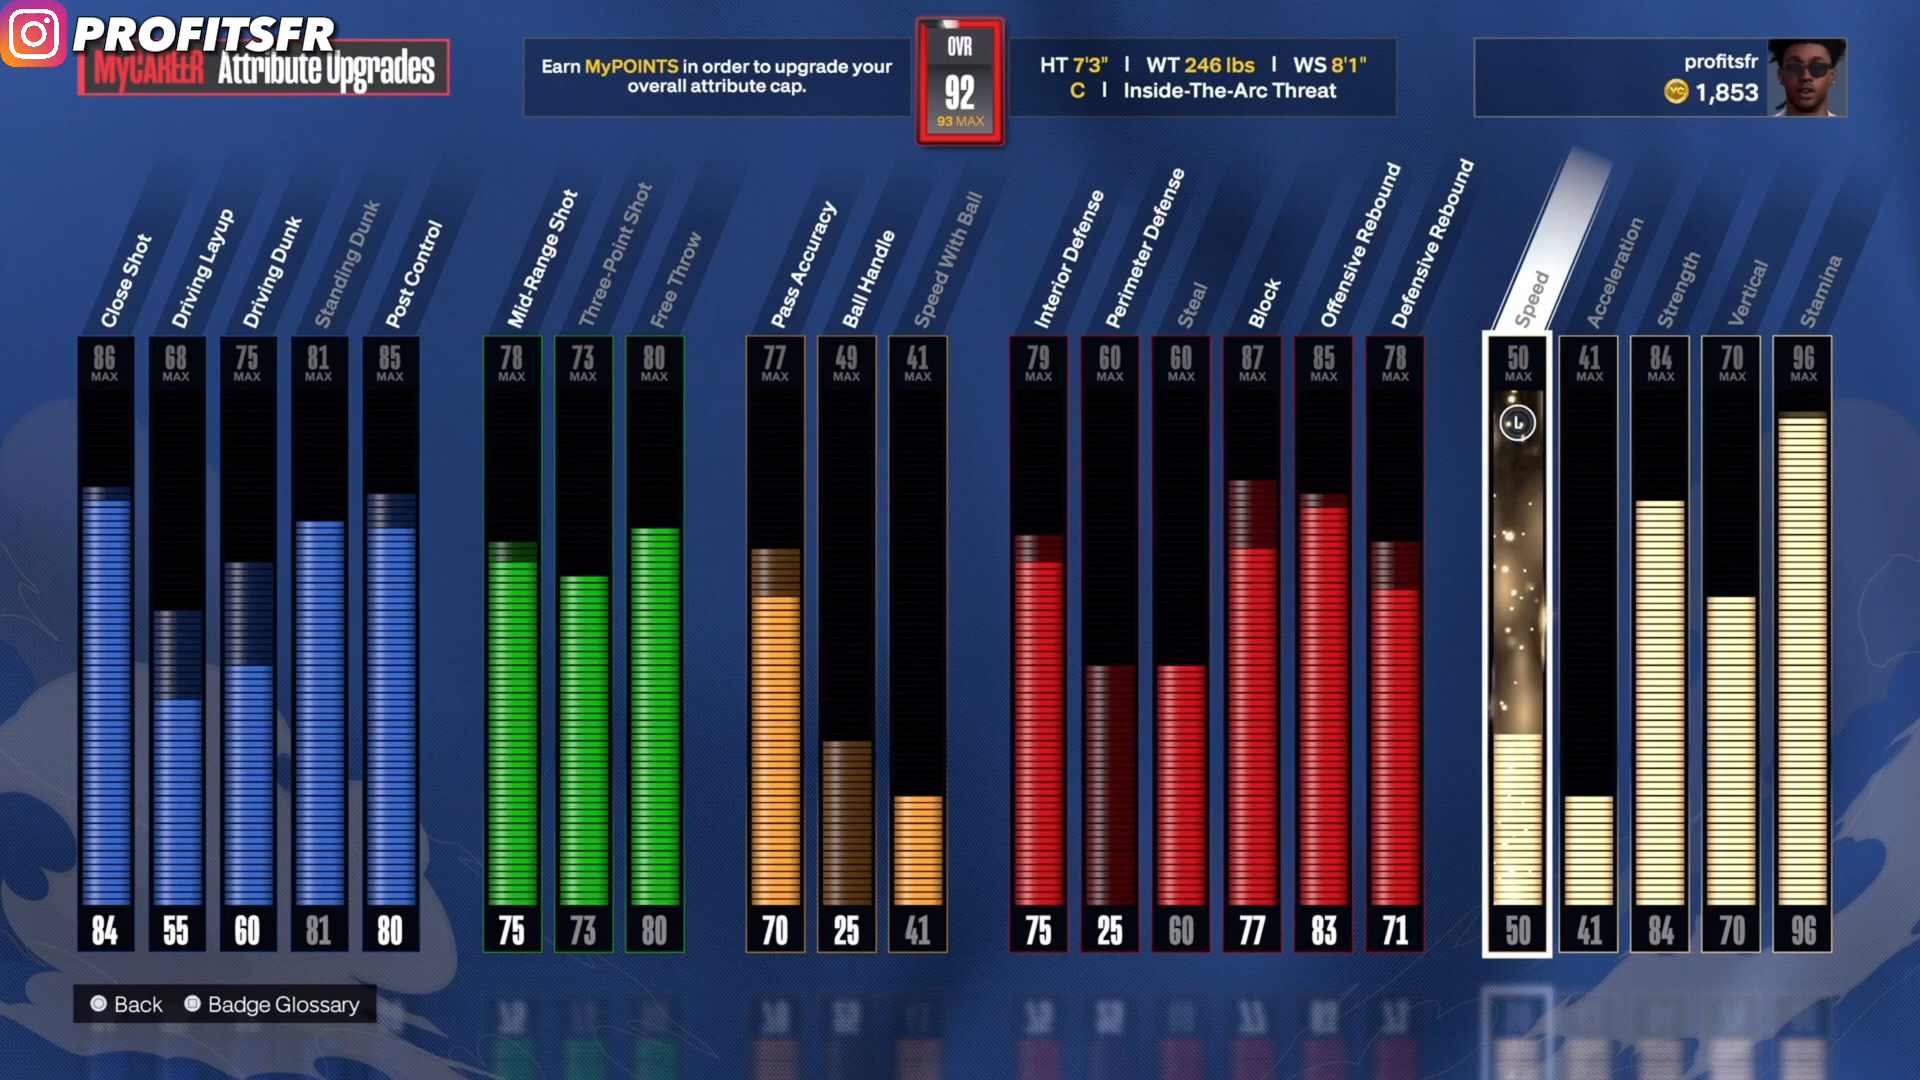 PROFITSFR
MyCAREER Attribute Upgrades
Earn MyPOINTS in order to upgrade your
overall attribute cap.
OVR
92
93 MAX
HT 7'3" | WT 246 lbs | WS 8'1"
C | Inside-The-Arc Threat
profitsfr
VC 1,853
Close Shot
Driving Layup
Driving Dunk
Standing Dunk
Post Control
Mid-Range Shot
Three-Point Shot
Free Throw
Pass Accuracy
Ball Handle
Speed With Ball
Interior Defense
Perimeter Defense
Steal
Block
Offensive Rebound
Defensive Rebound
Speed
Acceleration
Strength
Vertical
Stamina
86 68 75 81 85 78 73 80 77 49 41 79 60 60 87 85 78 50 41 84 70 96
MAX MAX MAX MAX MAX MAX MAX MAX MAX MAX MAX MAX MAX MAX MAX MAX MAX MAX MAX MAX MAX MAX
L
84 55 60 81 80 75 73 80 70 25 41 75 25 60 77 83 71 50 41 84 70 96
Back Badge Glossary